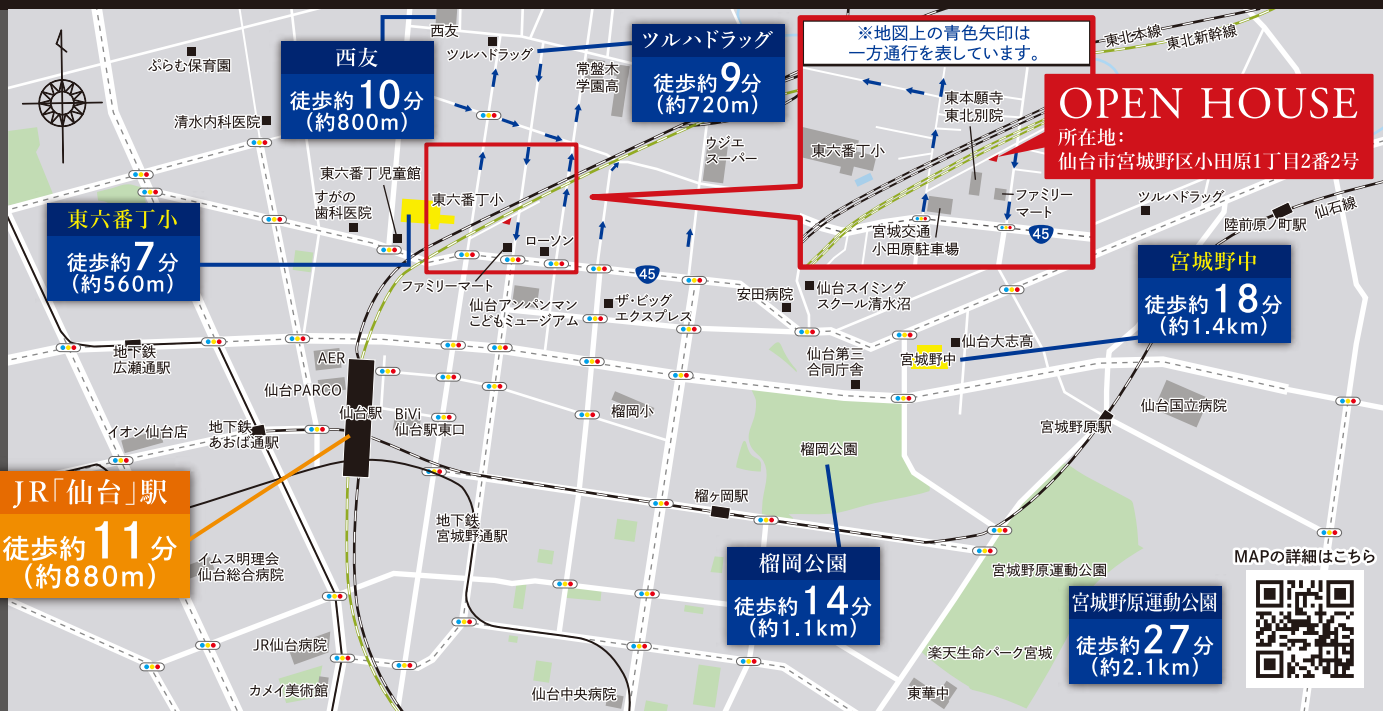 西友
ツルハドラッグ
ぷらむ保育園
常盤木
学園高
清水内科医院
東六番丁児童館
すがの
歯科医院
東六番丁小
ウジエ
スーパー
ローソン
ファミリーマート
仙台アンパンマン
こどもミュージアム
ザ・ビッグ
エクスプレス
45
西友
徒歩約10分
(約800m)
ツルハドラッグ
徒歩約9分
(約720m)
※地図上の青色矢印は
一方通行を表しています。
東北本線
東北新幹線
東本願寺
東北別院
東六番丁小
ファミリー
マート
宮城交通
小田原駐車場
45
OPEN HOUSE
所在地：
仙台市宮城野区小田原1丁目2番2号
ツルハドラッグ
陸前原ノ町駅
仙石線
東六番丁小
徒歩約7分
(約560m)
宮城野中
徒歩約18分
(約1.4km)
安田病院
仙台スイミング
スクール清水沼
仙台大志高
宮城野中
仙台第三
合同庁舎
地下鉄
広瀬通駅
AER
仙台PARCO
仙台駅
BiVi
仙台駅東口
榴岡小
イオン仙台店
地下鉄
あおば通駅
榴岡公園
宮城野原駅
仙台国立病院
JR「仙台」駅
徒歩約11分
(約880m)
榴ヶ岡駅
地下鉄
宮城野通駅
イムス明理会
仙台総合病院
榴岡公園
徒歩約14分
(約1.1km)
宮城野原運動公園
宮城野原運動公園
徒歩約27分
(約2.1km)
MAPの詳細はこちら
JR仙台病院
カメイ美術館
仙台中央病院
楽天生命パーク宮城
東華中